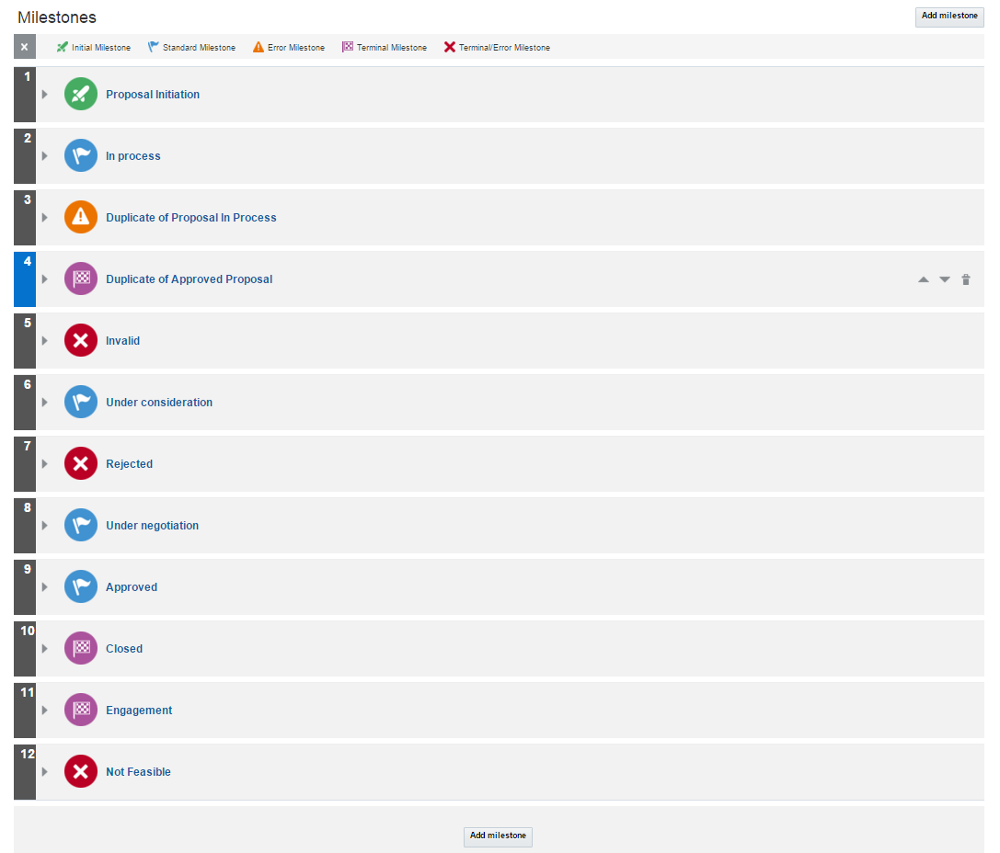 Milestones
Add milestone
x Initial Milestone Standard Milestone Error Milestone Terminal Milestone Terminal/Error Milestone
1
Proposal Initiation
2
In process
3
Duplicate of Proposal In Process
4
Duplicate of Approved Proposal
5
Invalid
6
Under consideration
7
Rejected
8
Under negotiation
9
Approved
10
Closed
11
Engagement
12
Not Feasible
Add milestone